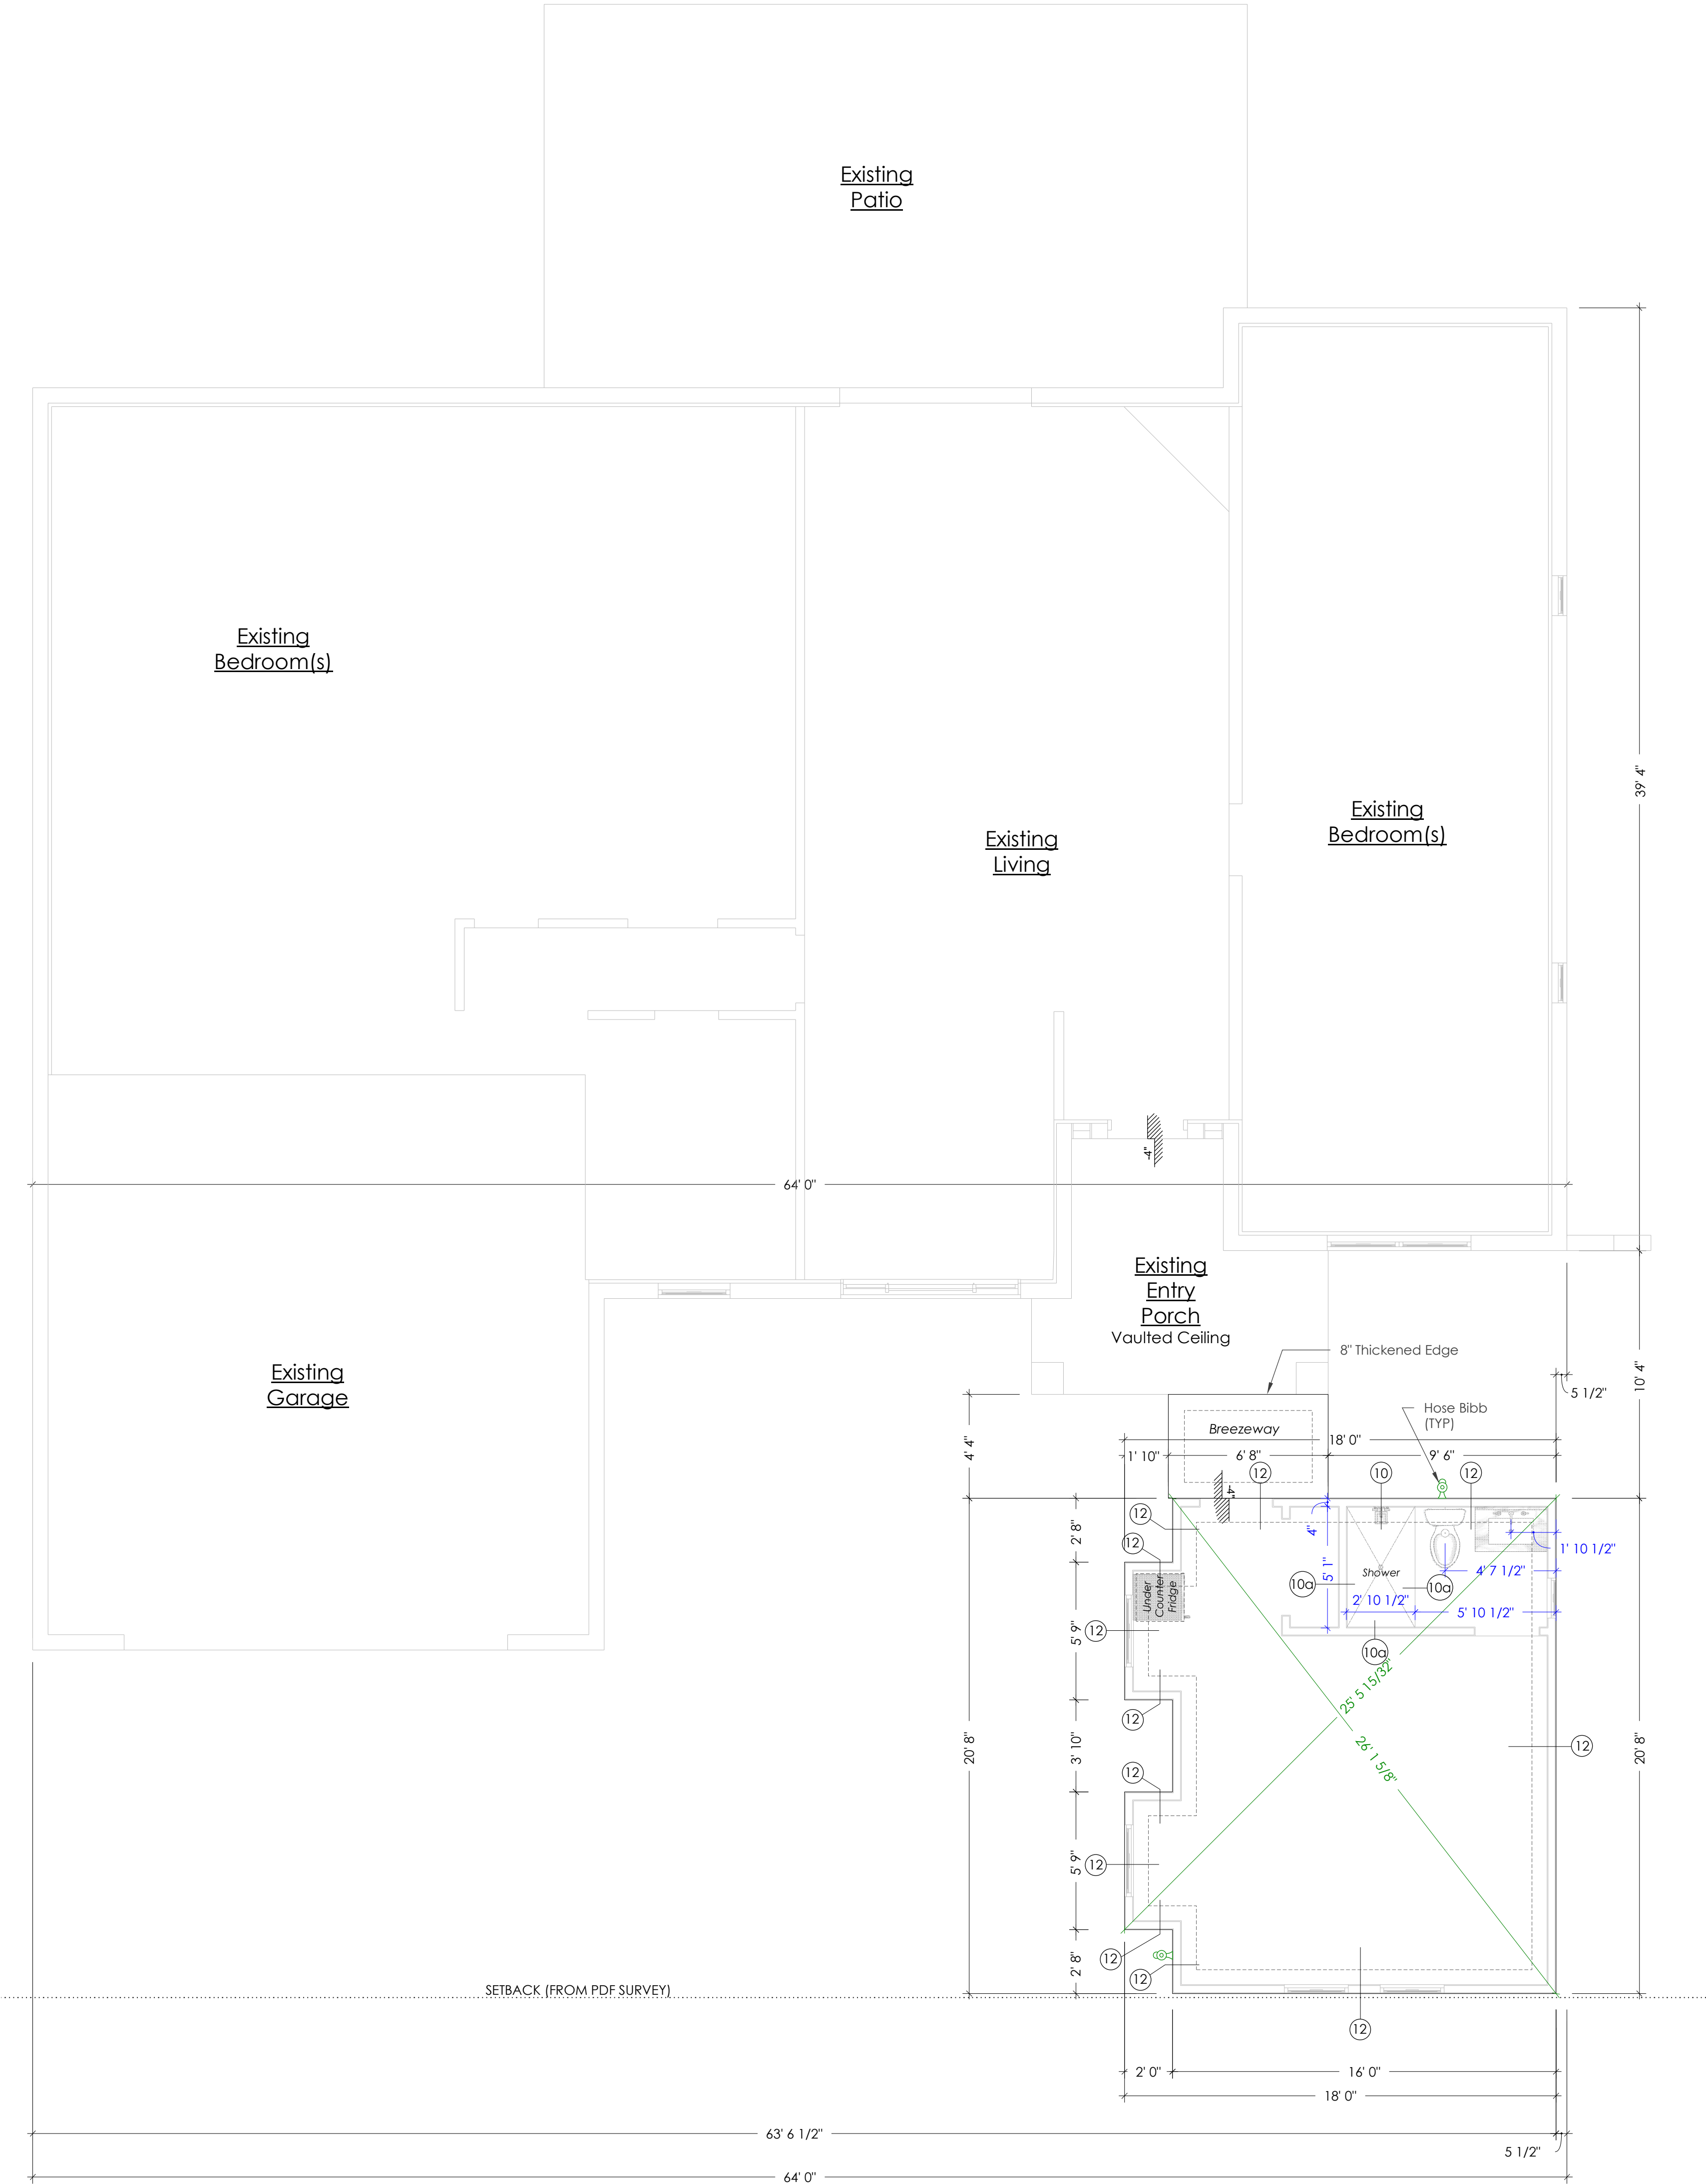 Existing
Patio
Existing
Bedroom(s)
39' 4"
Existing
Living
Existing
Bedroom(s)
-4"
64' 0"
Existing
Entry
Porch
Vaulted Ceiling
8" Thickened Edge
Existing
Garage
10' 4"
5 1/2"
Hose Bibb
(TYP)
Breezeway
4' 4"
18' 0"
1' 10"
6' 8"
9' 6"
12
10
12
-4"
12
4"
2' 8"
12
1' 10 1/2"
5' 1"
Shower
4' 7 1/2"
10a
10a
Under
Counter
Fridge
2' 10 1/2"
5' 10 1/2"
5' 9"
12
10a
25' 5 15/32"
12
20' 8"
3' 10"
26' 1 5/8"
12
20' 8"
12
5' 9"
12
2' 8"
12
12
SETBACK (FROM PDF SURVEY)
12
2' 0"
16' 0"
18' 0"
63' 6 1/2"
5 1/2"
64' 0"